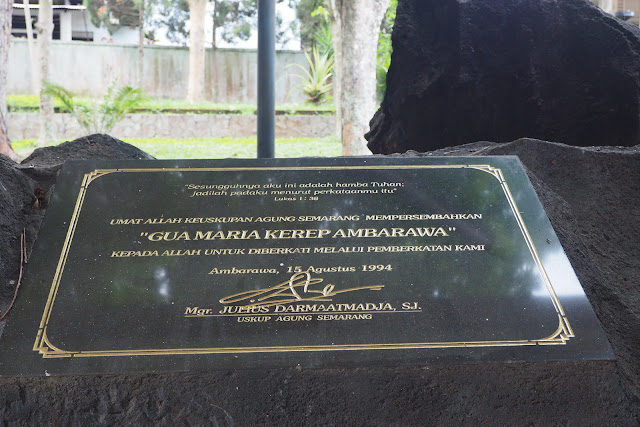 "Sesungguhnya aku ini adalah hamba Tuhan;
jadilah padaku menurut perkataanmu itu"
Lukas 1 : 38
UMAT ALLAH KEUSKUPAN AGUNG SEMARANG MEMPERSEMBAHKAN
"GUA MARIA KEREP AMBARAWA"
KEPADA ALLAH UNTUK DIBERKATI MELALUI PEMBERKATAN KAMI
Ambarawa, 15 Agustus 1994
Mgr. JULIUS DARMAATMADJA, SJ.
USKUP AGUNG SEMARANG